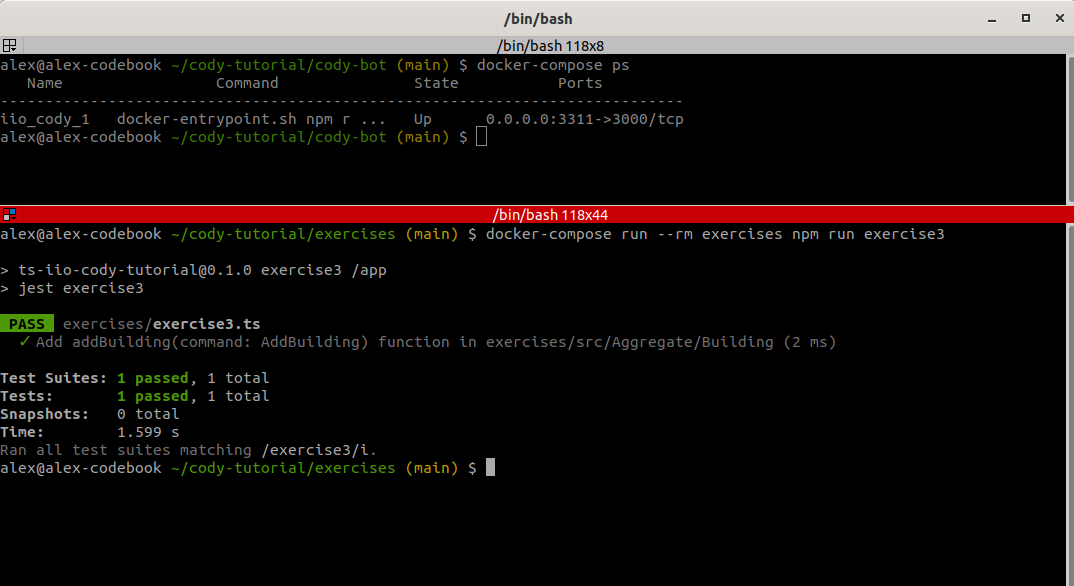 /bin/bash
/bin/bash 118x8
alex@alex-codebook ~/cody-tutorial/cody-bot (main) $ docker-compose ps
Name Command State Ports
---------------------------------------------------------------------------
iio_cody_1 docker-entrypoint.sh npm r ... Up 0.0.0.0:3311->3000/tcp
alex@alex-codebook ~/cody-tutorial/cody-bot (main) $
/bin/bash 118x44
alex@alex-codebook ~/cody-tutorial/exercises (main) $ docker-compose run --rm exercises npm run exercise3
> ts-iio-cody-tutorial@0.1.0 exercise3 /app
> jest exercise3
PASS exercises/exercise3.ts
✓ Add addBuilding(command: AddBuilding) function in exercises/src/Aggregate/Building (2 ms)
Test Suites: 1 passed, 1 total
Tests: 1 passed, 1 total
Snapshots: 0 total
Time: 1.599 s
Ran all test suites matching /exercise3/i.
alex@alex-codebook ~/cody-tutorial/exercises (main) $